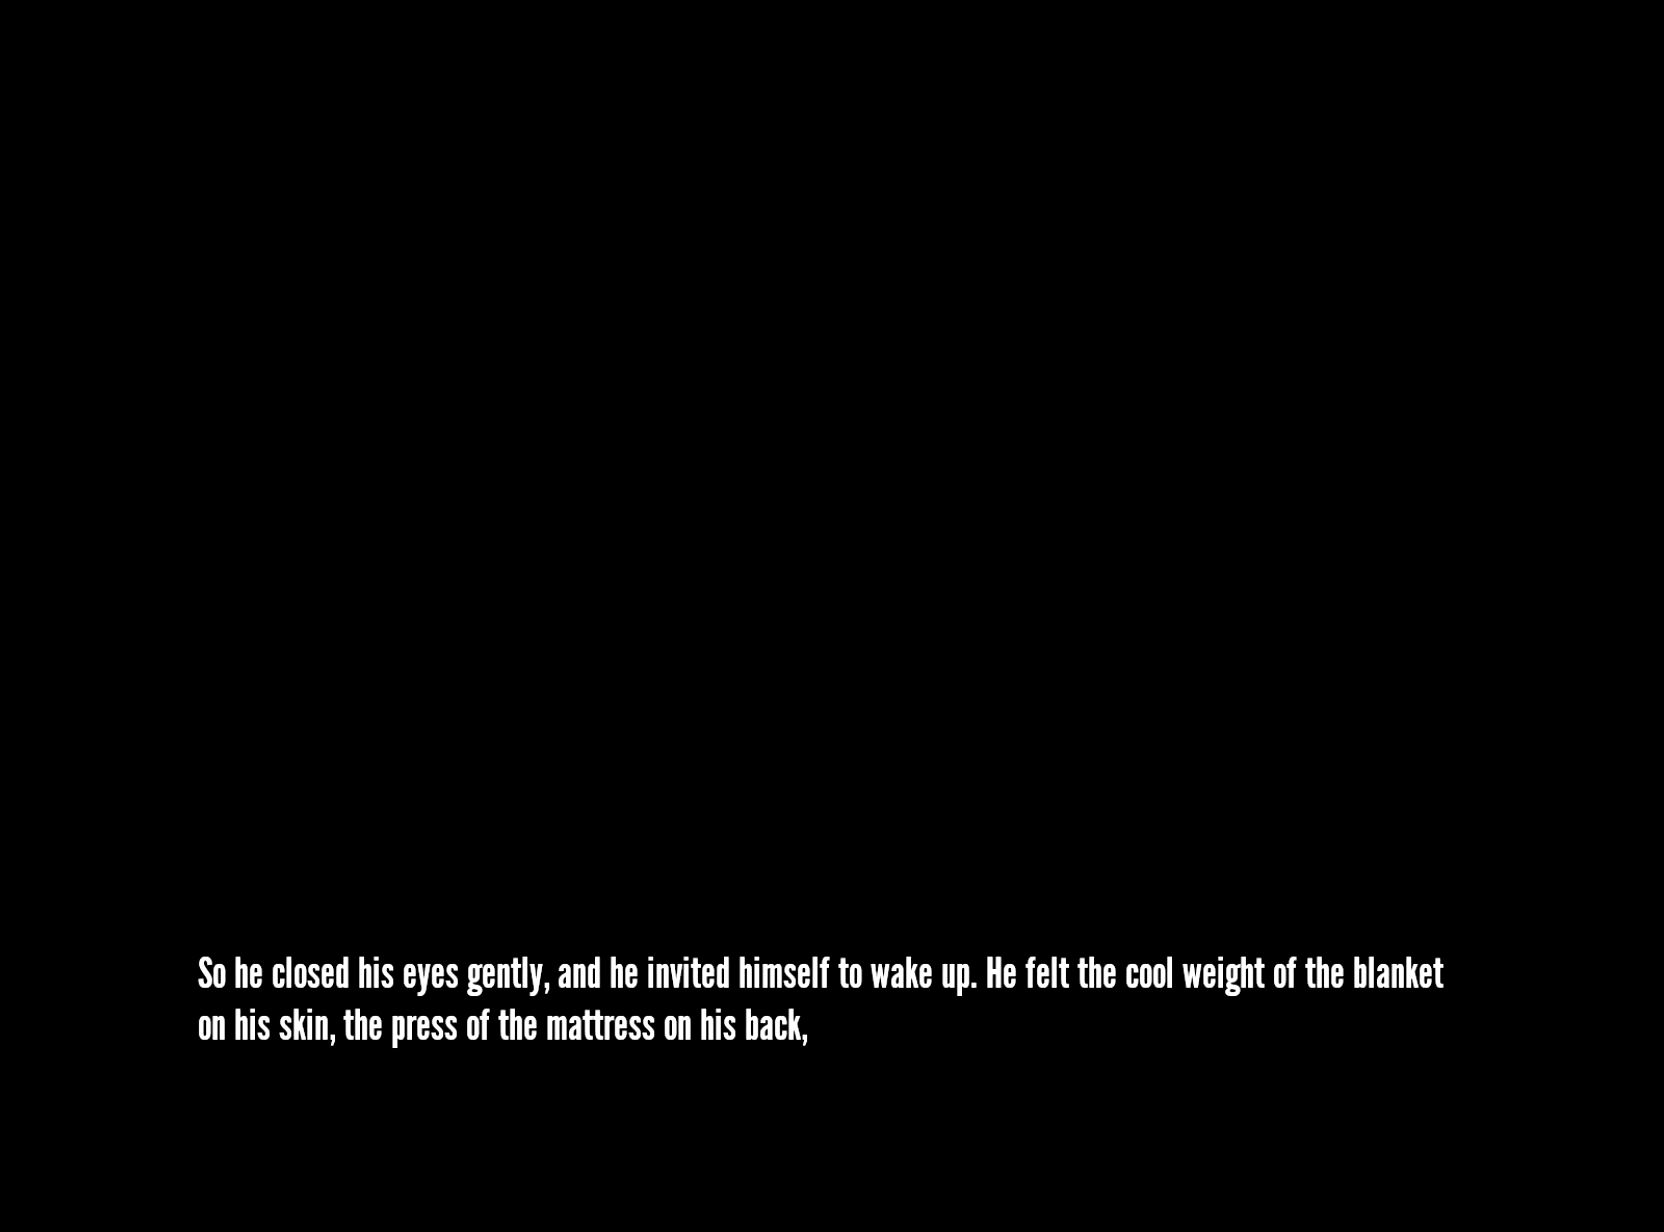 So he closed his eyes gently, and he invited himself to wake up. He felt the cool weight of the blanket
on his skin, the press of the mattress on his back,